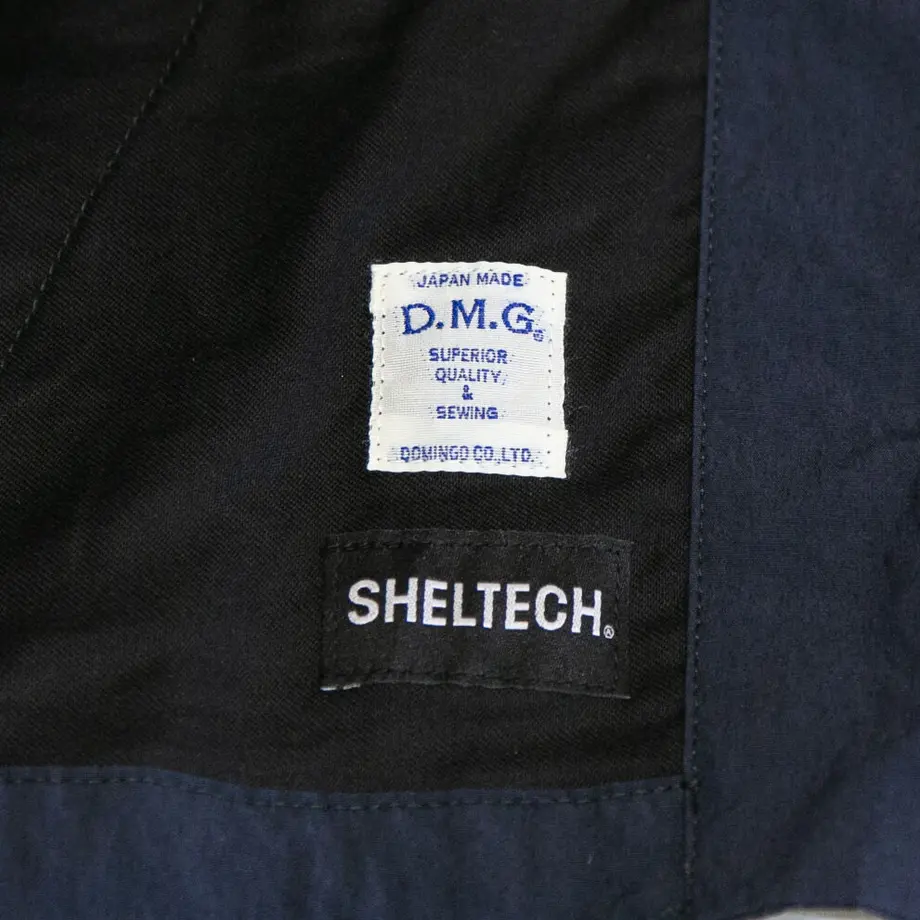 JAPAN MADE
D.M.G.®
SUPERIOR
QUALITY
&
SEWING
DOMINGO CO.,LTD.
SHELTECH®